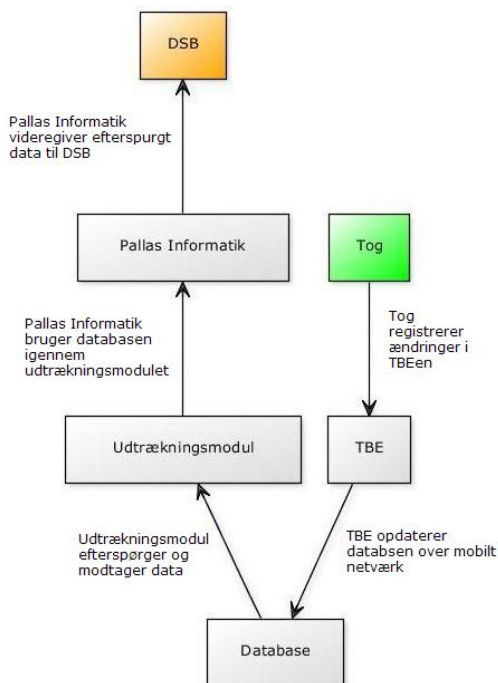 DSB
Pallas Informatik
videregiver efterspurgt
data til DSB
Pallas Informatik
Tog
Pallas Informatik
bruger databasen
igennem
udtrækningsmodulet
Tog
registrerer
ændringer i
TBEen
Udtrækningsmodul
TBE
Udtrækningsmodul
efterspørger og
modtager data
TBE opdaterer
databsen over mobilt
netværk
Database